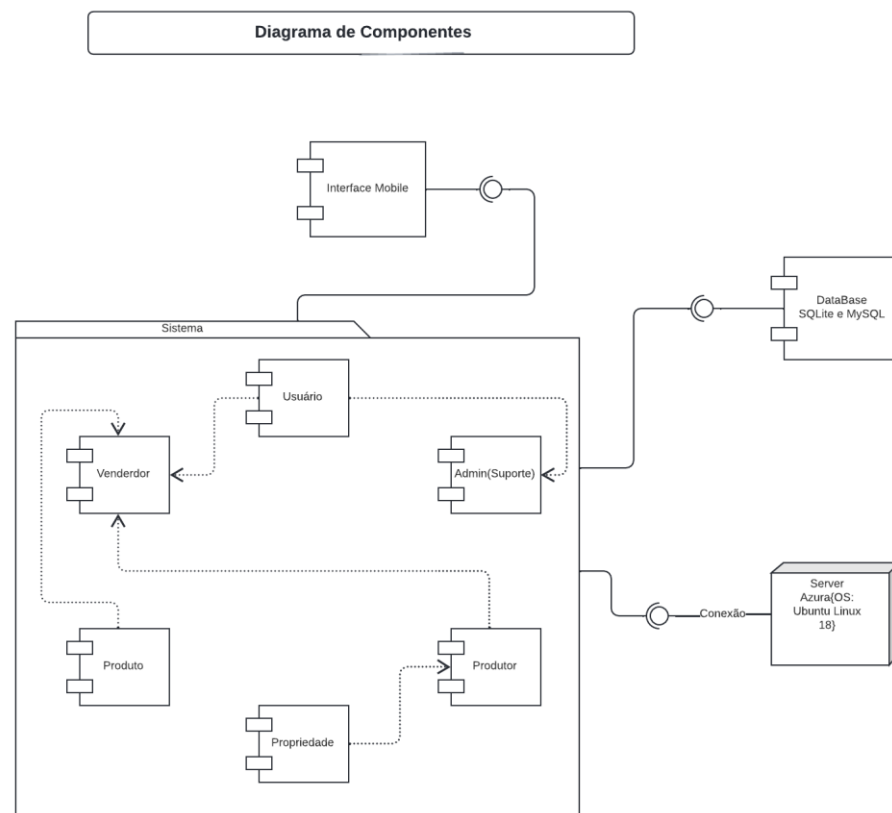 Diagrama de Componentes
Interface Mobile
DataBase
SQLite e MySQL
Sistema
Usuário
Venderdor
Admin(Suporte)
Server
Azura{OS:
Ubuntu Linux
18}
Conexão
Produto
Produtor
Propriedade